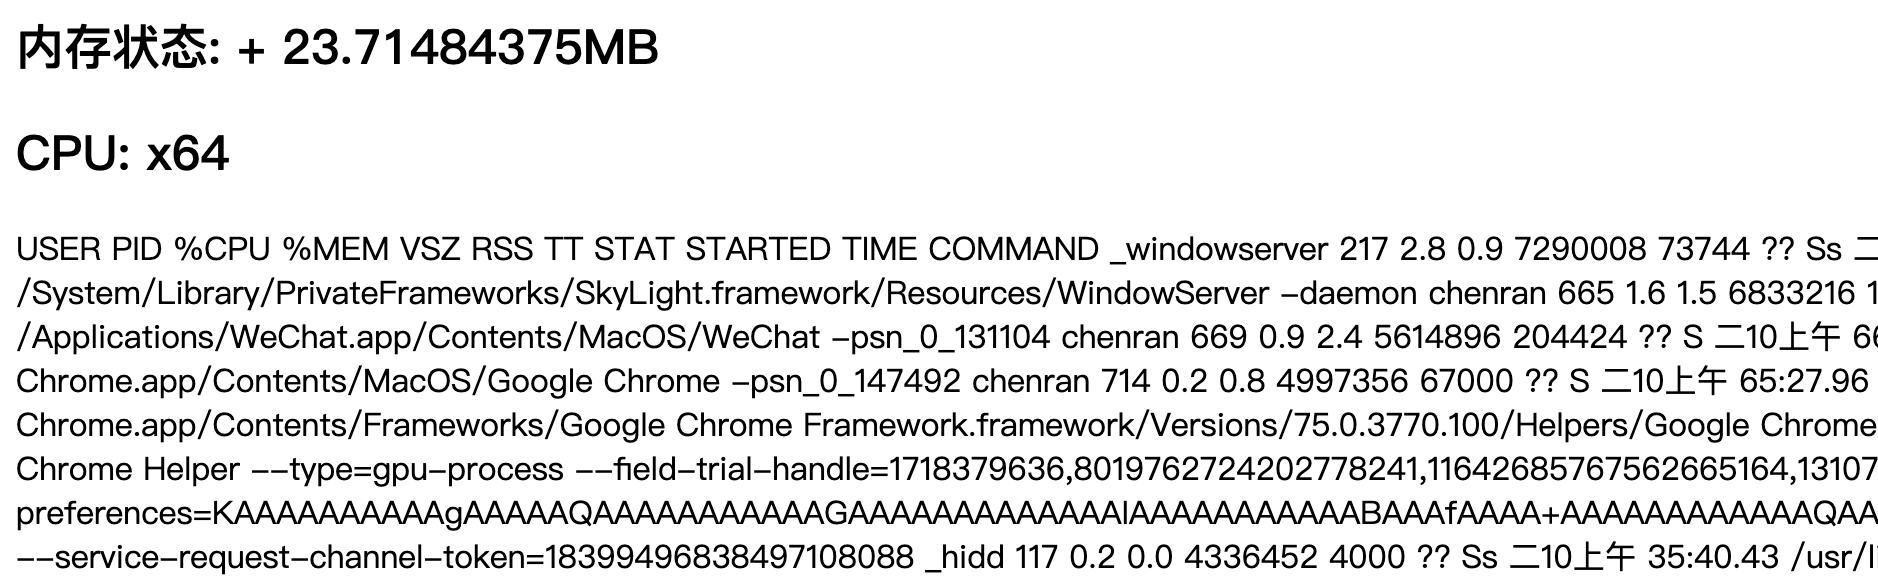 内存状态: + 23.71484375MB
CPU: x64
USER PID %CPU %MEM VSZ RSS TT STAT STARTED TIME COMMAND _windowserver 217 2.8 0.9 7290008 73744 ?? Ss 二
/System/Library/PrivateFrameworks/SkyLight.framework/Resources/WindowServer -daemon chenran 665 1.6 1.5 6833216 1
/Applications/WeChat.app/Contents/MacOS/WeChat -psn_0_131104 chenran 669 0.9 2.4 5614896 204424 ?? S 二10上午 66
Chrome.app/Contents/MacOS/Google Chrome -psn_0_147492 chenran 714 0.2 0.8 4997356 67000 ?? S 二10上午 65:27.96
Chrome.app/Contents/Frameworks/Google Chrome Framework.framework/Versions/75.0.3770.100/Helpers/Google Chrome
Chrome Helper --type=gpu-process --field-trial-handle=1718379636,8019762724202778241,11642685767562665164,13107
preferences=KAAAAAAAAAAgAAAAAQAAAAAAAAAAAGAAAAAAAAAAAAAIAAAAAAAAAAABAAAfAAAA+AAAAAAAAAAAAQAA
--service-request-channel-token=18399496838497108088 _hidd 117 0.2 0.0 4336452 4000 ?? Ss 二10上午 35:40.43 /usr/li